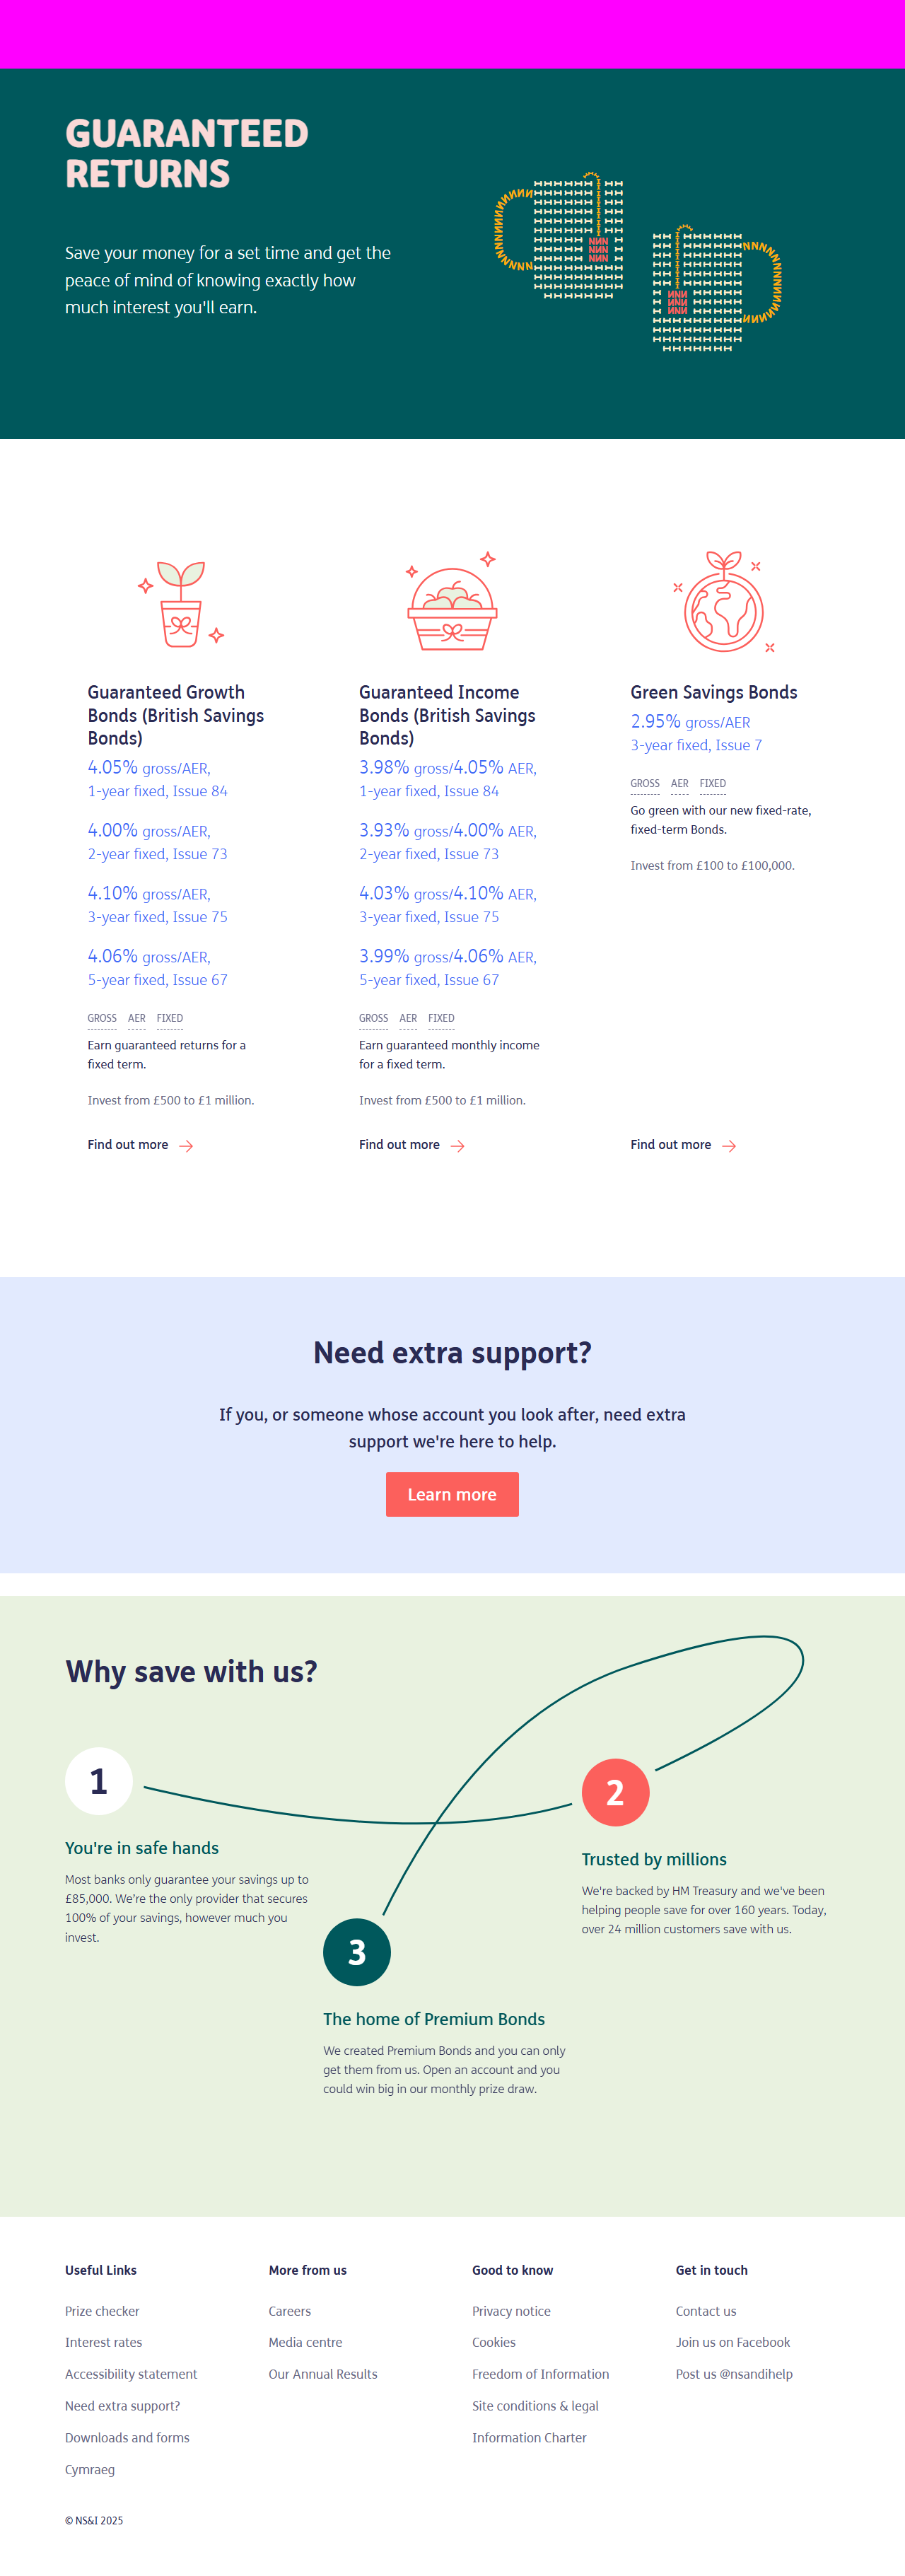 GUARANTEED
RETURNS
Save your money for a set time and get the
peace of mind of knowing exactly how
much interest you'll earn.
Guaranteed Growth
Bonds (British Savings
Bonds)
4.05% gross/AER,
1-year fixed, Issue 84
4.00% gross/AER,
2-year fixed, Issue 73
4.10% gross/AER,
3-year fixed, Issue 75
4.06% gross/AER,
5-year fixed, Issue 67
GROSS AER FIXED
Earn guaranteed returns for a
fixed term.
Invest from £500 to £1 million.
Find out more
Guaranteed Income
Bonds (British Savings
Bonds)
3.98% gross/4.05% AER,
1-year fixed, Issue 84
3.93% gross/4.00% AER,
2-year fixed, Issue 73
4.03% gross/4.10% AER,
3-year fixed, Issue 75
3.99% gross/4.06% AER,
5-year fixed, Issue 67
GROSS AER FIXED
Earn guaranteed monthly income
for a fixed term.
Invest from £500 to £1 million.
Find out more
Green Savings Bonds
2.95% gross/AER
3-year fixed, Issue 7
GROSS AER FIXED
Go green with our new fixed-rate,
fixed-term Bonds.
Invest from £100 to £100,000.
Find out more
Need extra support?
If you, or someone whose account you look after, need extra
support we're here to help.
Learn more
Why save with us?
1
You're in safe hands
Most banks only guarantee your savings up to
£85,000. We're the only provider that secures
100% of your savings, however much you
invest.
2
Trusted by millions
We're backed by HM Treasury and we've been
helping people save for over 160 years. Today,
over 24 million customers save with us.
3
The home of Premium Bonds
We created Premium Bonds and you can only
get them from us. Open an account and you
could win big in our monthly prize draw.
Useful Links
Prize checker
Interest rates
Accessibility statement
Need extra support?
Downloads and forms
Cymraeg
More from us
Careers
Media centre
Our Annual Results
Good to know
Privacy notice
Cookies
Freedom of Information
Site conditions & legal
Information Charter
Get in touch
Contact us
Join us on Facebook
Post us @nsandihelp
© NS&I 2025